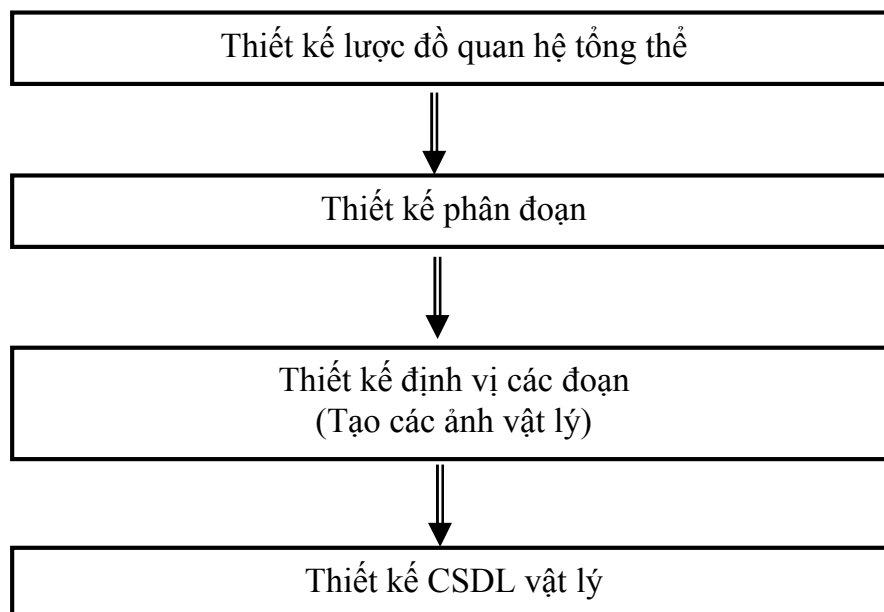 Thiết kế lược đồ quan hệ tổng thể
Thiết kế phân đoạn
Thiết kế định vị các đoạn
(Tạo các ảnh vật lý)
Thiết kế CSDL vật lý